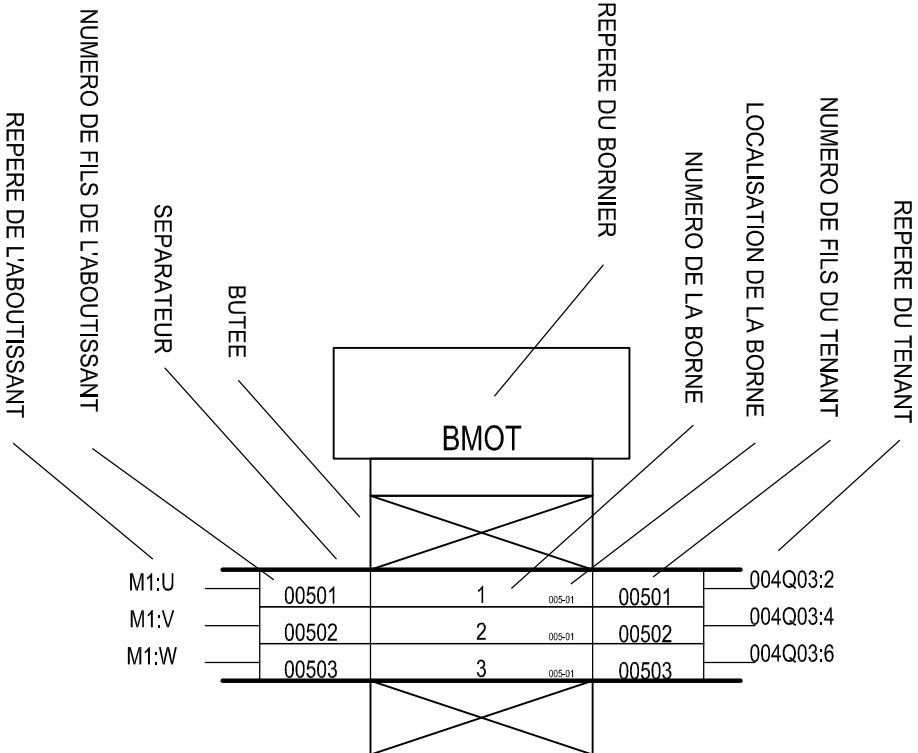 REPERE DE L'ABOUTISSANT
NUMERO DE FILS DE L'ABOUTISSANT
SEPARATEUR
BUTEE
REPERE DU BORNIER
NUMERO DE LA BORNE
LOCALISATION DE LA BORNE
NUMERO DE FILS DU TENANT
REPERE DU TENANT
BMOT
M1:U 00501 1 005-01 00501 004Q03:2
M1:V 00502 2 005-01 00502 004Q03:4
M1:W 00503 3 005-01 00503 004Q03:6